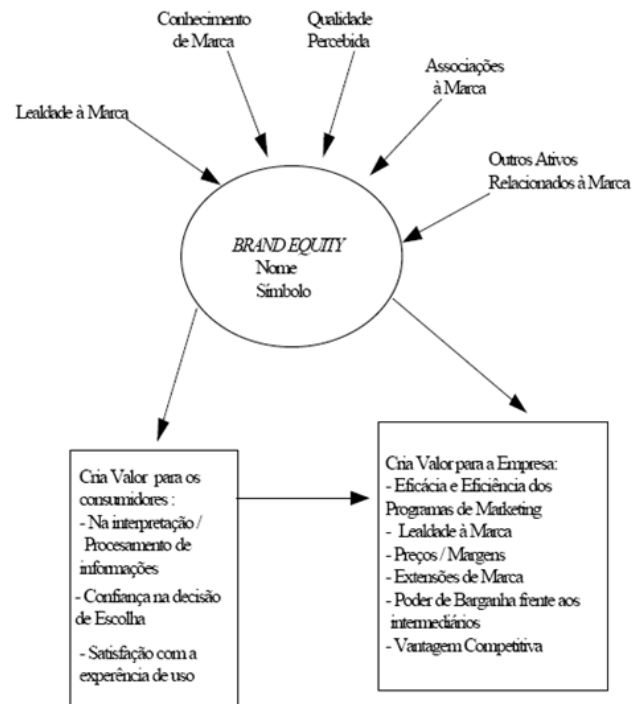 Conhecimento
de Marca
Qualidade
Percebida
Associações
à Marca
Lealdade à Marca
Outros Ativos
Relacionados à Marca
BRAND EQUITY
Nome
Símbolo
Cria Valor para os
consumidores :
- Na interpretação /
Procesamento de
informações
- Confiança na decisão
de Escolha
- Satisfação com a
experência de uso
Cria Valor para a Empresa:
- Eficácia e Eficiência dos
Programas de Marketing
- Lealdade à Marca
- Preços / Margens
- Extensões de Marca
- Poder de Barganha frente aos
intermediários
- Vantagem Competitiva